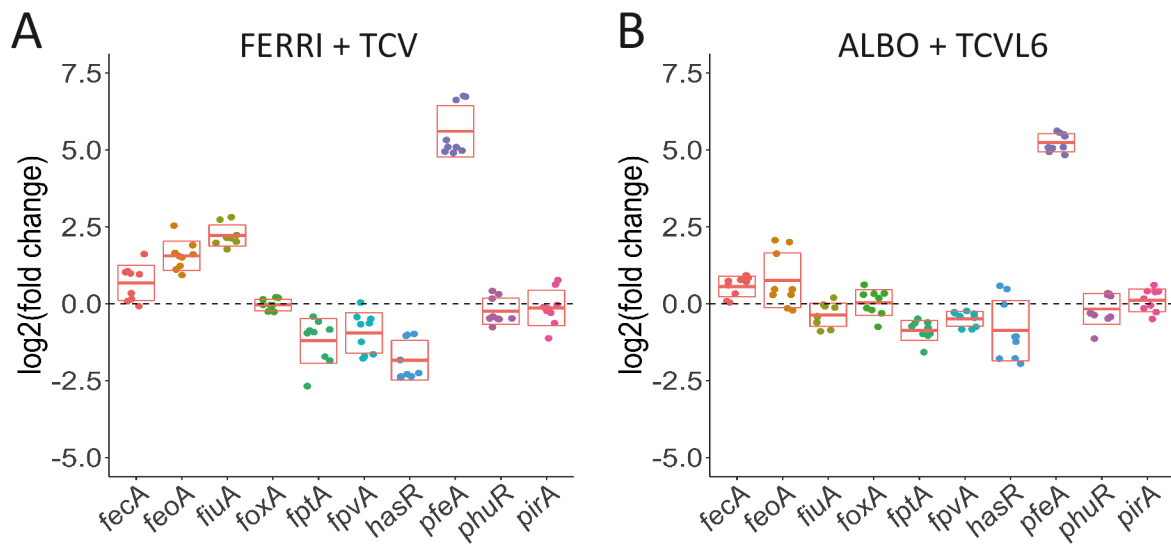 A
FERRI + TCV
log2(fold change)
7.5
5.0
2.5
0.0
-2.5
-5.0
fecA
feoA
fiuA
foxA
fptA
fpvA
hasR
pfeA
phuR
pirA
B
ALBO + TCVL6
log2(fold change)
7.5
5.0
2.5
0.0
-2.5
-5.0
fecA
feoA
fiuA
foxA
fptA
fpvA
hasR
pfeA
phuR
pirA